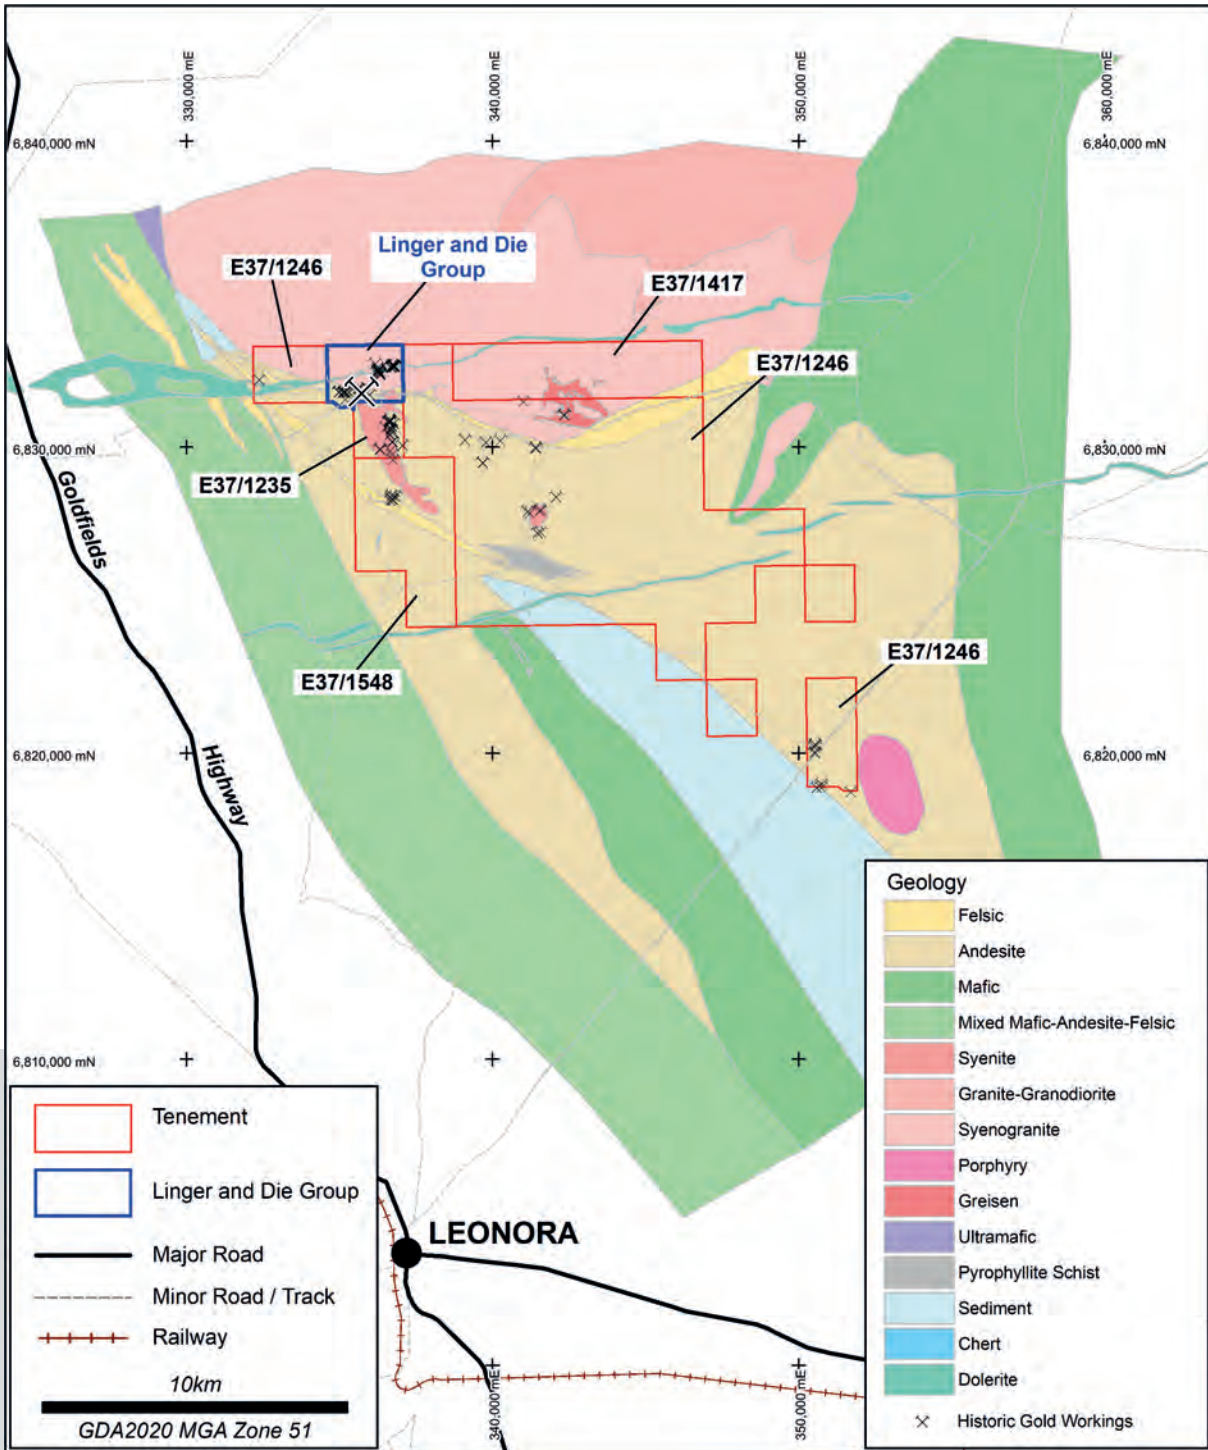 330,000 mE
340,000 mE
350,000 mE
360,000 mE
6,840,000 mN
6,840,000 mN
Linger and Die
Group
E37/1246
E37/1417
E37/1246
6,830,000 mN
6,830,000 mN
E37/1235
Goldfields
E37/1246
E37/1548
6,820,000 mN
6,820,000 mN
Highway
6,810,000 mN
Geology
Felsic
Andesite
Mafic
Mixed Mafic-Andesite-Felsic
Syenite
Granite-Granodiorite
Syenogranite
Porphyry
Greisen
Ultramafic
Pyrophyllite Schist
Sediment
Chert
Dolerite
Historic Gold Workings
Tenement
Linger and Die Group
Major Road
Minor Road / Track
Railway
10km
GDA2020 MGA Zone 51
LEONORA
340,000 mE
350,000 mE